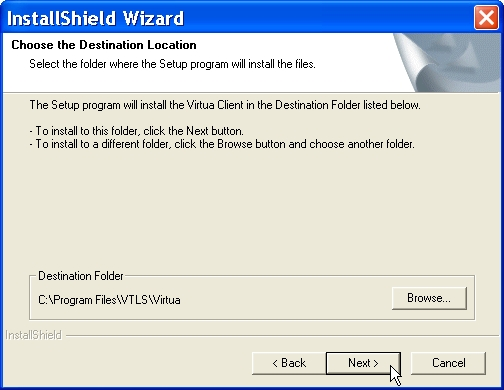 InstallShield Wizard
Choose the Destination Location
Select the folder where the Setup program will install the files.
The Setup program will install the Virtua Client in the Destination Folder listed below.
- To install to this folder, click the Next button.
- To install to a different folder, click the Browse button and choose another folder.
Destination Folder
C:\Program Files\VTLS\Virtua
Browse...
InstallShield
< Back
Next >
Cancel